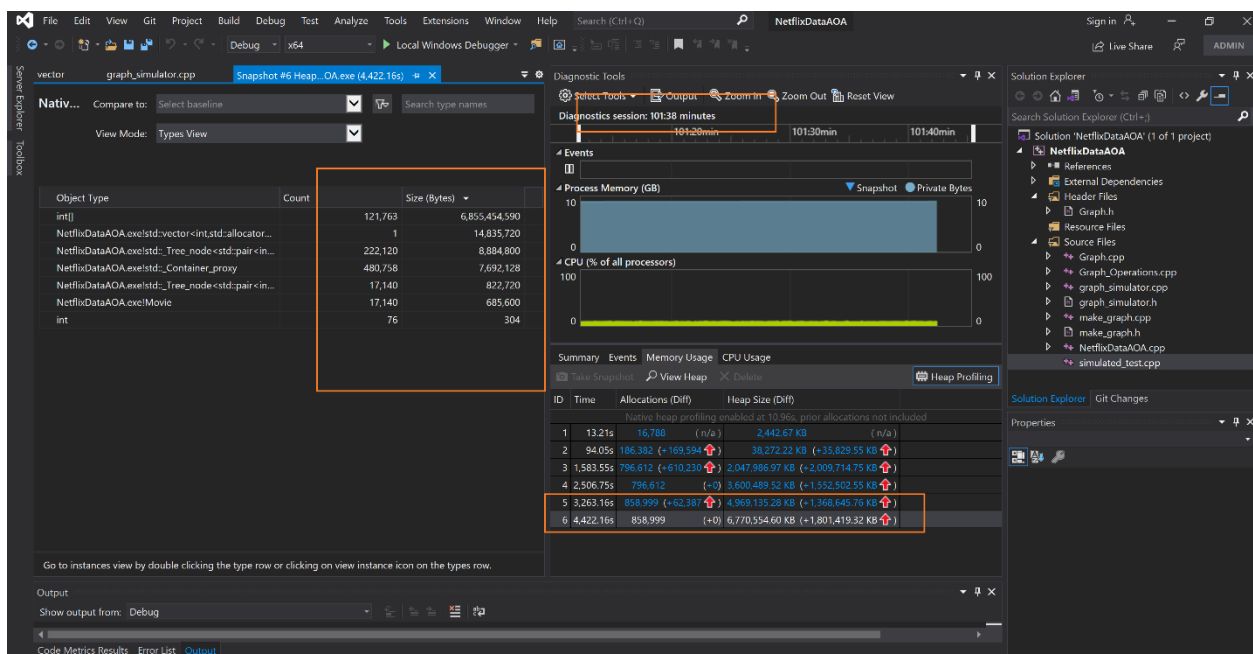 File Edit View Git Project Build Debug Test Analyze Tools Extensions Window Help Search (Ctrl+Q) NetflixDataAOA Sign in
Debug x64 Local Windows Debugger Live Share ADMIN
Server Explorer Toolbox
vector graph_simulator.cpp Snapshot #6 Heap...OA.exe (4,422.16s)
Nativ... Compare to: Select baseline Search type names
View Mode: Types View
Object Type Count Size (Bytes)
int[] 121,763 6,855,454,590
NetflixDataAOA.exe!std::vector<int,std::allocator... 1 14,835,720
NetflixDataAOA.exe!std::_Tree_node<std::pair<in... 222,120 8,884,800
NetflixDataAOA.exe!std::_Container_proxy 480,758 7,692,128
NetflixDataAOA.exe!std::_Tree_node<std::pair<in... 17,140 822,720
NetflixDataAOA.exe!Movie 17,140 685,600
int 76 304
Go to instances view by double clicking the type row or clicking on view instance icon on the types row.
Diagnostic Tools
Select Tools Output Zoom In Zoom Out Reset View
Diagnostics session: 101:38 minutes
101:20min 101:30min 101:40min
Events
Process Memory (GB) Snapshot Private Bytes
10 10
0 0
CPU (% of all processors)
100 100
0 0
Summary Events Memory Usage CPU Usage
Take Snapshot View Heap Delete Heap Profiling
ID Time Allocations (Diff) Heap Size (Diff)
Native heap profiling enabled at 10.96s, prior allocations not included
1 13.21s 16,788 (n/a) 2,442.67 KB (n/a)
2 94.05s 186,382 (+169,594) 38,272.22 KB (+35,829.55 KB)
3 1,583.55s 796,612 (+610,230) 2,047,986.97 KB (+2,009,714.75 KB)
4 2,506.75s 796,612 (+0) 3,600,489.52 KB (+1,552,502.55 KB)
5 3,263.16s 858,999 (+62,387) 4,969,135.28 KB (+1,368,645.76 KB)
6 4,422.16s 858,999 (+0) 6,770,554.60 KB (+1,801,419.32 KB)
Solution Explorer
Search Solution Explorer (Ctrl+;)
Solution 'NetflixDataAOA' (1 of 1 project)
NetflixDataAOA
References
External Dependencies
Header Files
Graph.h
Resource Files
Source Files
Graph.cpp
Graph_Operations.cpp
graph_simulator.cpp
graph_simulator.h
make_graph.cpp
make_graph.h
NetflixDataAOA.cpp
simulated_test.cpp
Solution Explorer Git Changes
Properties
Output
Show output from: Debug
Code Metrics Results Error List Output